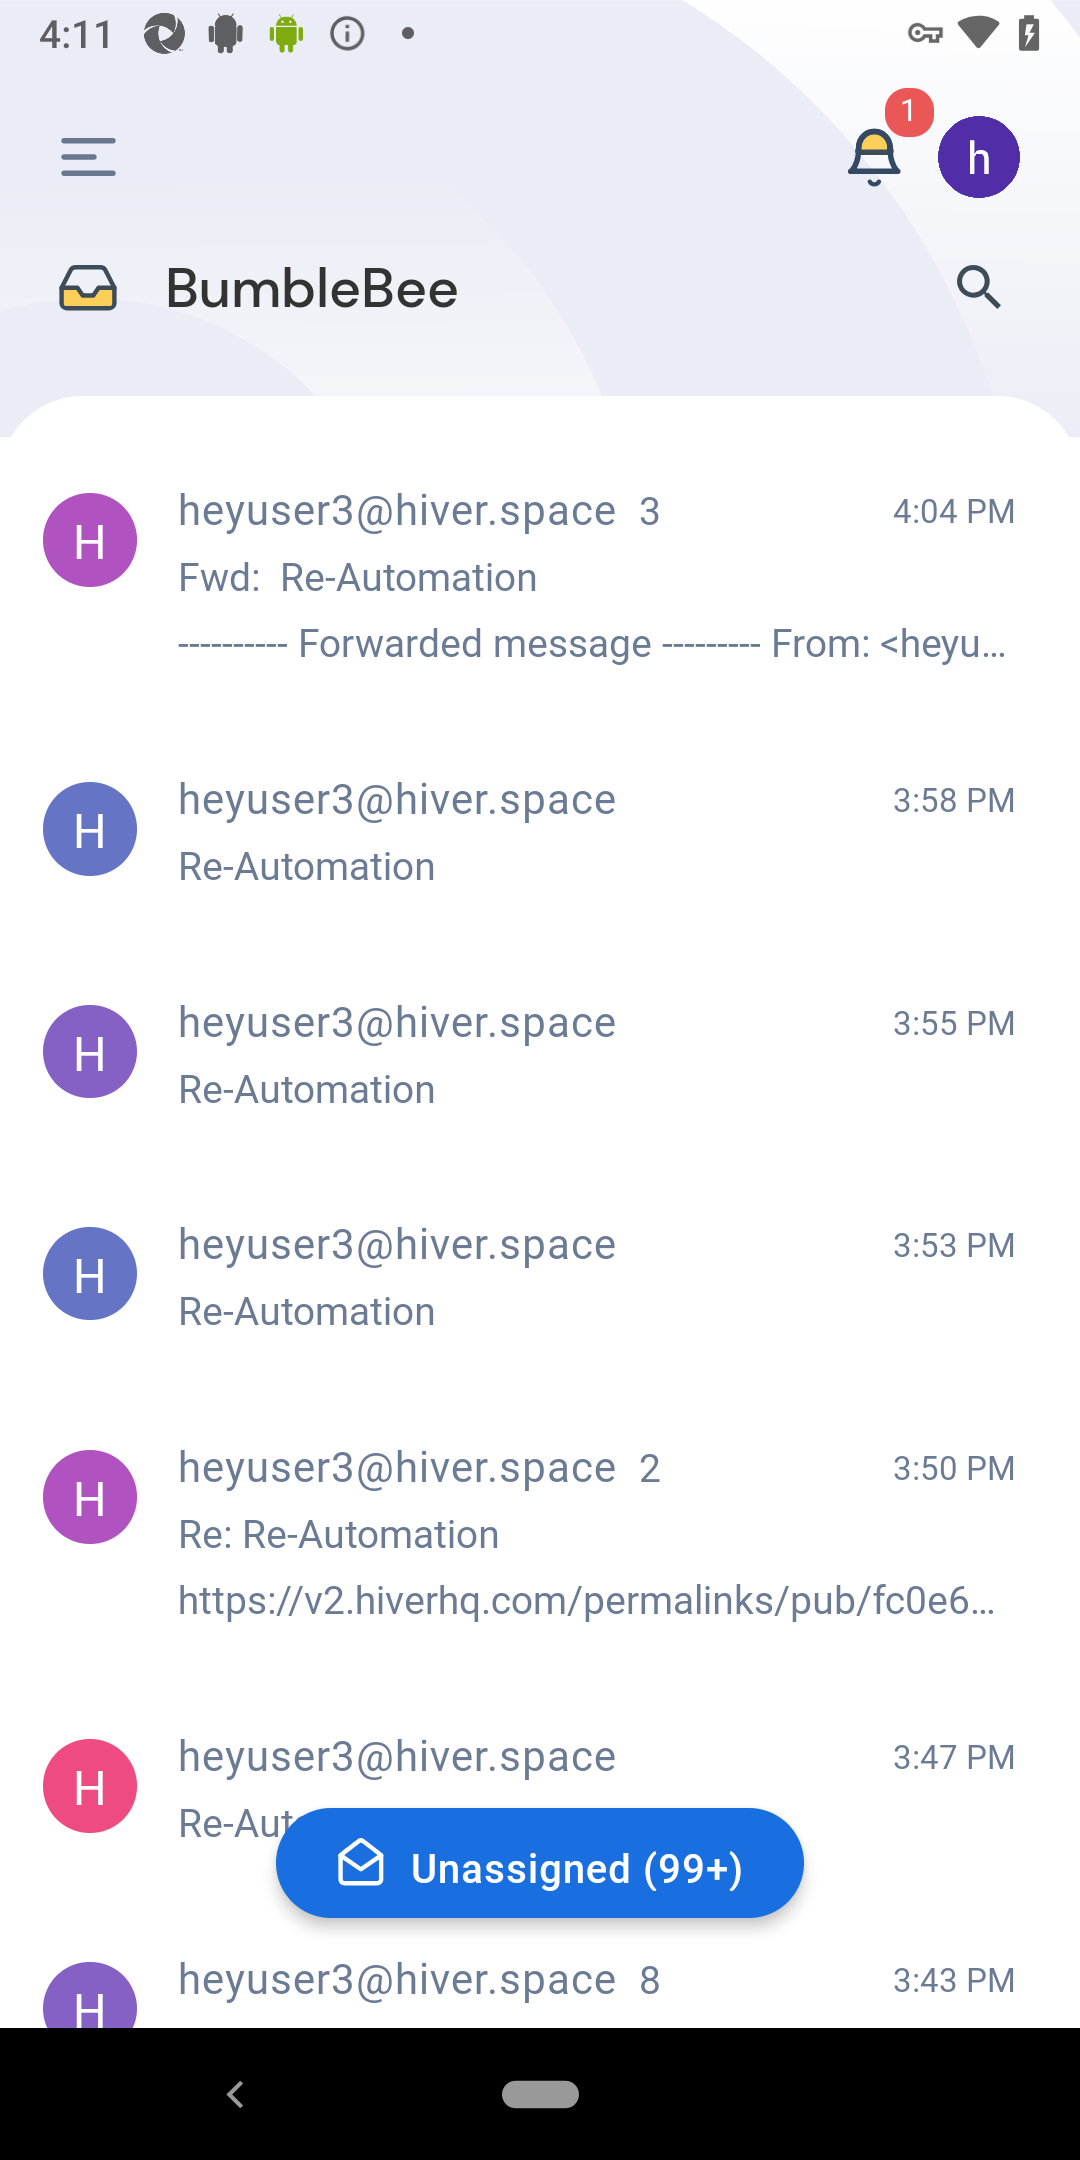 4:11
1
h
BumbleBee
H
heyuser3@hiver.space 3
4:04 PM
Fwd:  Re-Automation
---------- Forwarded message --------- From: <heyu...
H
heyuser3@hiver.space
3:58 PM
Re-Automation
H
heyuser3@hiver.space
3:55 PM
Re-Automation
H
heyuser3@hiver.space
3:53 PM
Re-Automation
H
heyuser3@hiver.space 2
3:50 PM
Re: Re-Automation
https://v2.hiverhq.com/permalinks/pub/fc0e6...
H
heyuser3@hiver.space
3:47 PM
Unassigned (99+)
H
heyuser3@hiver.space 8
3:43 PM